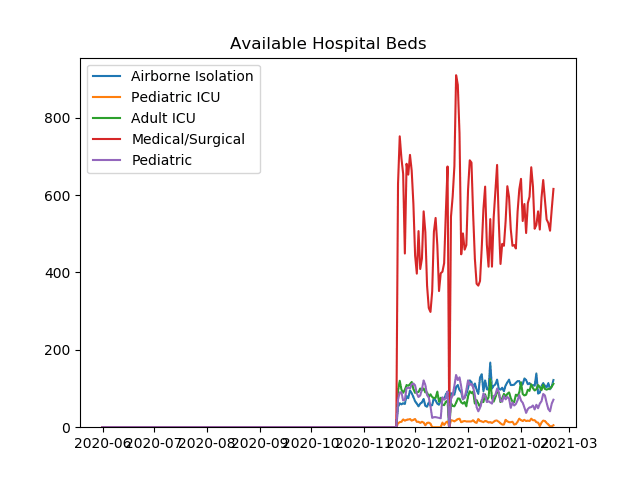 Available Hospital Beds
Airborne Isolation
Pediatric ICU
Adult ICU
Medical/Surgical
Pediatric
800
600
400
200
0
2020-06 2020-07 2020-08 2020-09 2020-10 2020-11 2020-12 2021-01 2021-02 2021-03